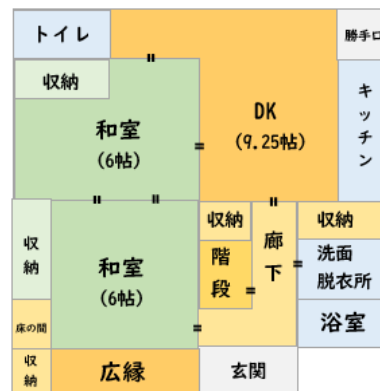 トイレ
勝手口
収納
和室
(6帖)
DK
(9.25帖)
キッチン
収納
和室
(6帖)
収納
階段
廊下
収納
洗面
脱衣所
床の間
浴室
収納
広縁
玄関